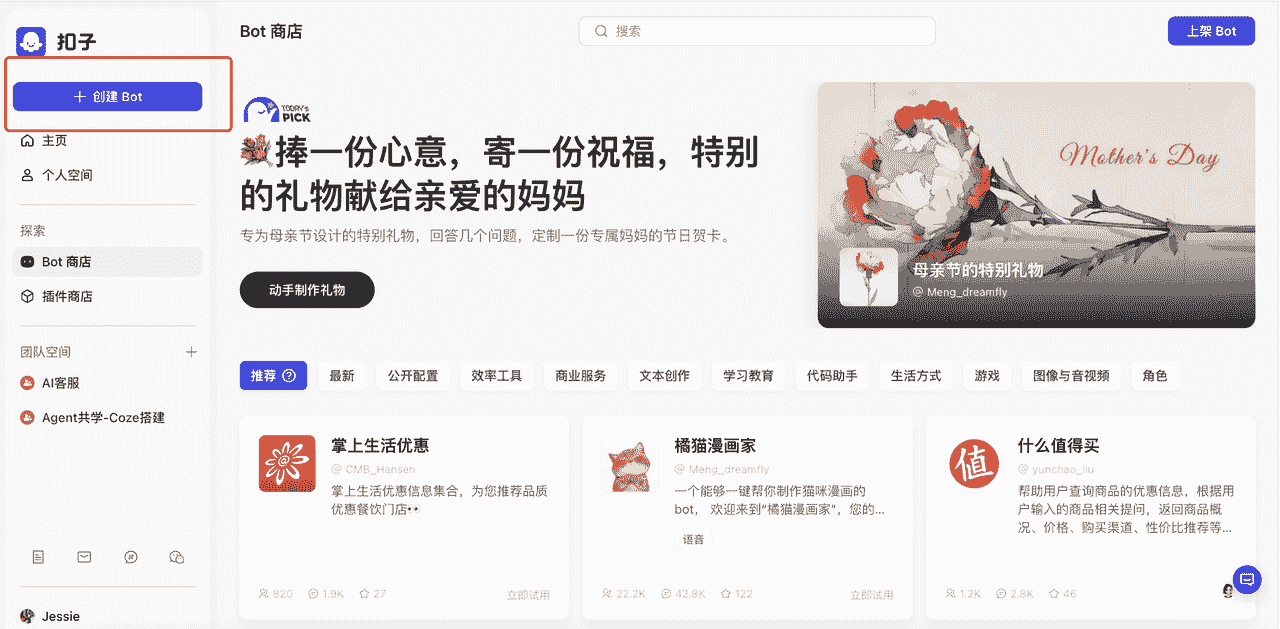 扣子
+ 创建 Bot
主页
个人空间
探索
Bot 商店
插件商店
团队空间 +
AI客服
Agent共学-Coze搭建
Jessie
Bot 商店
搜索
上架 Bot
TODAY's
PICK
捧一份心意，寄一份祝福，特别
的礼物献给亲爱的妈妈
专为母亲节设计的特别礼物，回答几个问题，定制一份专属妈妈的节日贺卡。
动手制作礼物
Mother's Day
母亲节的特别礼物
@ Meng_dreamfly
推荐 最新 公开配置 效率工具 商业服务 文本创作 学习教育 代码助手 生活方式 游戏 图像与音视频 角色
掌上生活优惠
@ CMB_Hansen
掌上生活优惠信息集合，为您推荐品质
优惠餐饮门店
820 1.9K 27 立即试用
橘猫漫画家
@ Meng_dreamfly
一个能够一键帮你制作猫咪漫画的
bot， 欢迎来到“橘猫漫画家”，您的...
语音
22.2K 42.8K 122 立即试用
值
什么值得买
@ yunchao_liu
帮助用户查询商品的优惠信息，根据用
户输入的商品相关提问，返回商品概
况、价格、购买渠道、性价比推荐等...
1.2K 2.8K 46